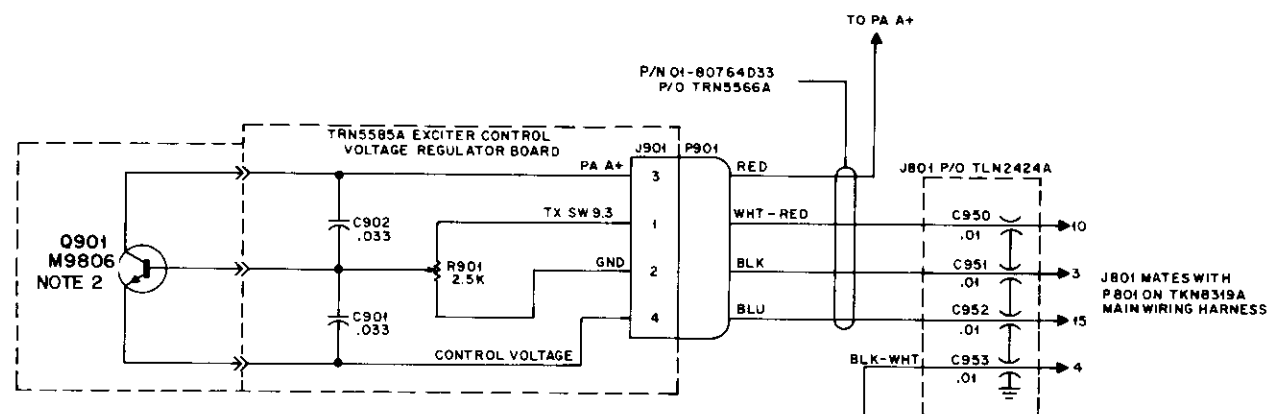 TO PA A+
P/N 01-80764D33
P/O TRN5566A
TRN5585A EXCITER CONTROL
VOLTAGE REGULATOR BOARD
J901 P901
J801 P/O TLN2424A
PA A+
3
RED
C902
.033
TX SW 9.3
1
WHT-RED
C950
.01
10
Q901
M9806
NOTE 2
R901
2.5K
GND
2
BLK
C951
.01
3
J801 MATES WITH
P801 ON TKN8319A
MAIN WIRING HARNESS
C901
.033
4
BLU
C952
.01
15
CONTROL VOLTAGE
BLK-WHT
C953
.01
4